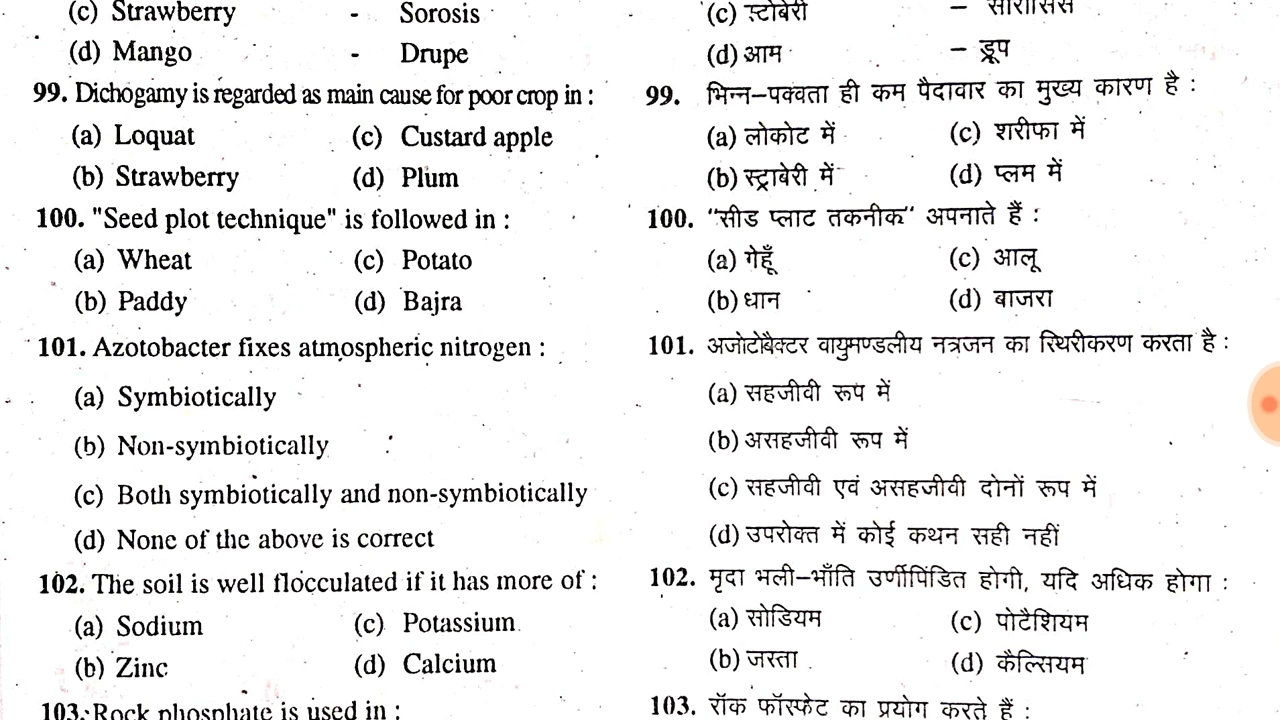 (c) Strawberry - Sorosis
(d) Mango - Drupe
99. Dichogamy is regarded as main cause for poor crop in :
(a) Loquat (c) Custard apple
(b) Strawberry (d) Plum
100. "Seed plot technique" is followed in :
(a) Wheat (c) Potato
(b) Paddy (d) Bajra
101. Azotobacter fixes atmospheric nitrogen :
(a) Symbiotically
(b) Non-symbiotically
(c) Both symbiotically and non-symbiotically
(d) None of the above is correct
102. The soil is well flocculated if it has more of :
(a) Sodium (c) Potassium
(b) Zinc (d) Calcium
103. Rock phosphate is used in :
(c) स्टोबेरी – सोरोसिस
(d) आम – ड्रूप
99. भिन्न–पक्वता ही कम पैदावार का मुख्य कारण है :
(a) लोकोट में (c) शरीफा में
(b) स्ट्राबेरी में (d) प्लम में
100. "सीड प्लाट तकनीक" अपनाते हैं :
(a) गेहूँ (c) आलू
(b) धान (d) बाजरा
101. अजोटोबैक्टर वायुमण्डलीय नत्रजन का स्थिरीकरण करता है :
(a) सहजीवी रूप में
(b) असहजीवी रूप में
(c) सहजीवी एवं असहजीवी दोनों रूप में
(d) उपरोक्त में कोई कथन सही नहीं
102. मृदा भली–भाँति उर्णीपिंडित होगी, यदि अधिक होगा :
(a) सोडियम (c) पोटैशियम
(b) जस्ता (d) कैल्सियम
103. रॉक फॉस्फेट का प्रयोग करते हैं :